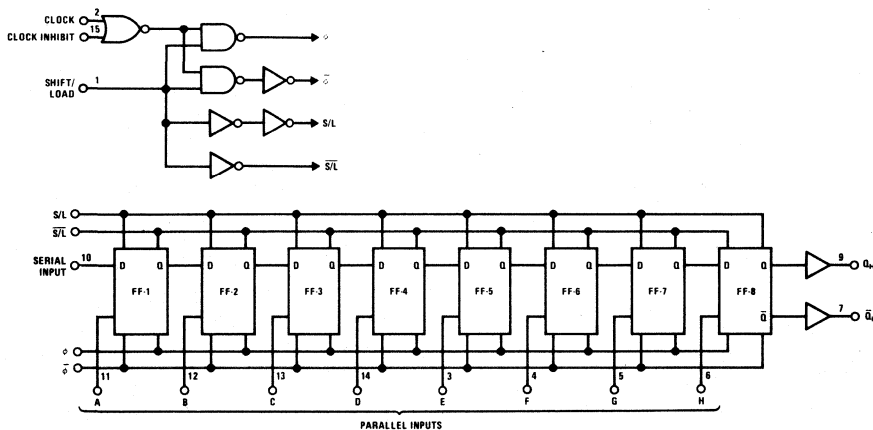 CLOCK 2
CLOCK INHIBIT 15
SHIFT/
LOAD
1
ϕ
ϕ̅
S/L
S̅/̅L̅
S/L
S̅/̅L̅
SERIAL
INPUT
10
D Q
FF-1
D Q
FF-2
D Q
FF-3
D Q
FF-4
D Q
FF-5
D Q
FF-6
D Q
FF-7
D Q
FF-8
Q̅
9
7
ϕ
ϕ̅
11 12 13 14 3 4 5 6
A B C D E F G H
PARALLEL INPUTS